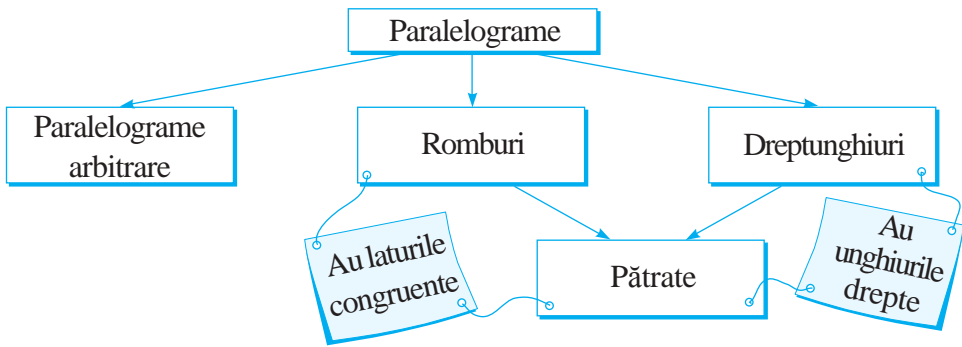 Paralelograme
Paralelograme
arbitrare
Romburi
Dreptunghiuri
Au laturile
congruente
Pătrate
Au
unghiurile
drepte